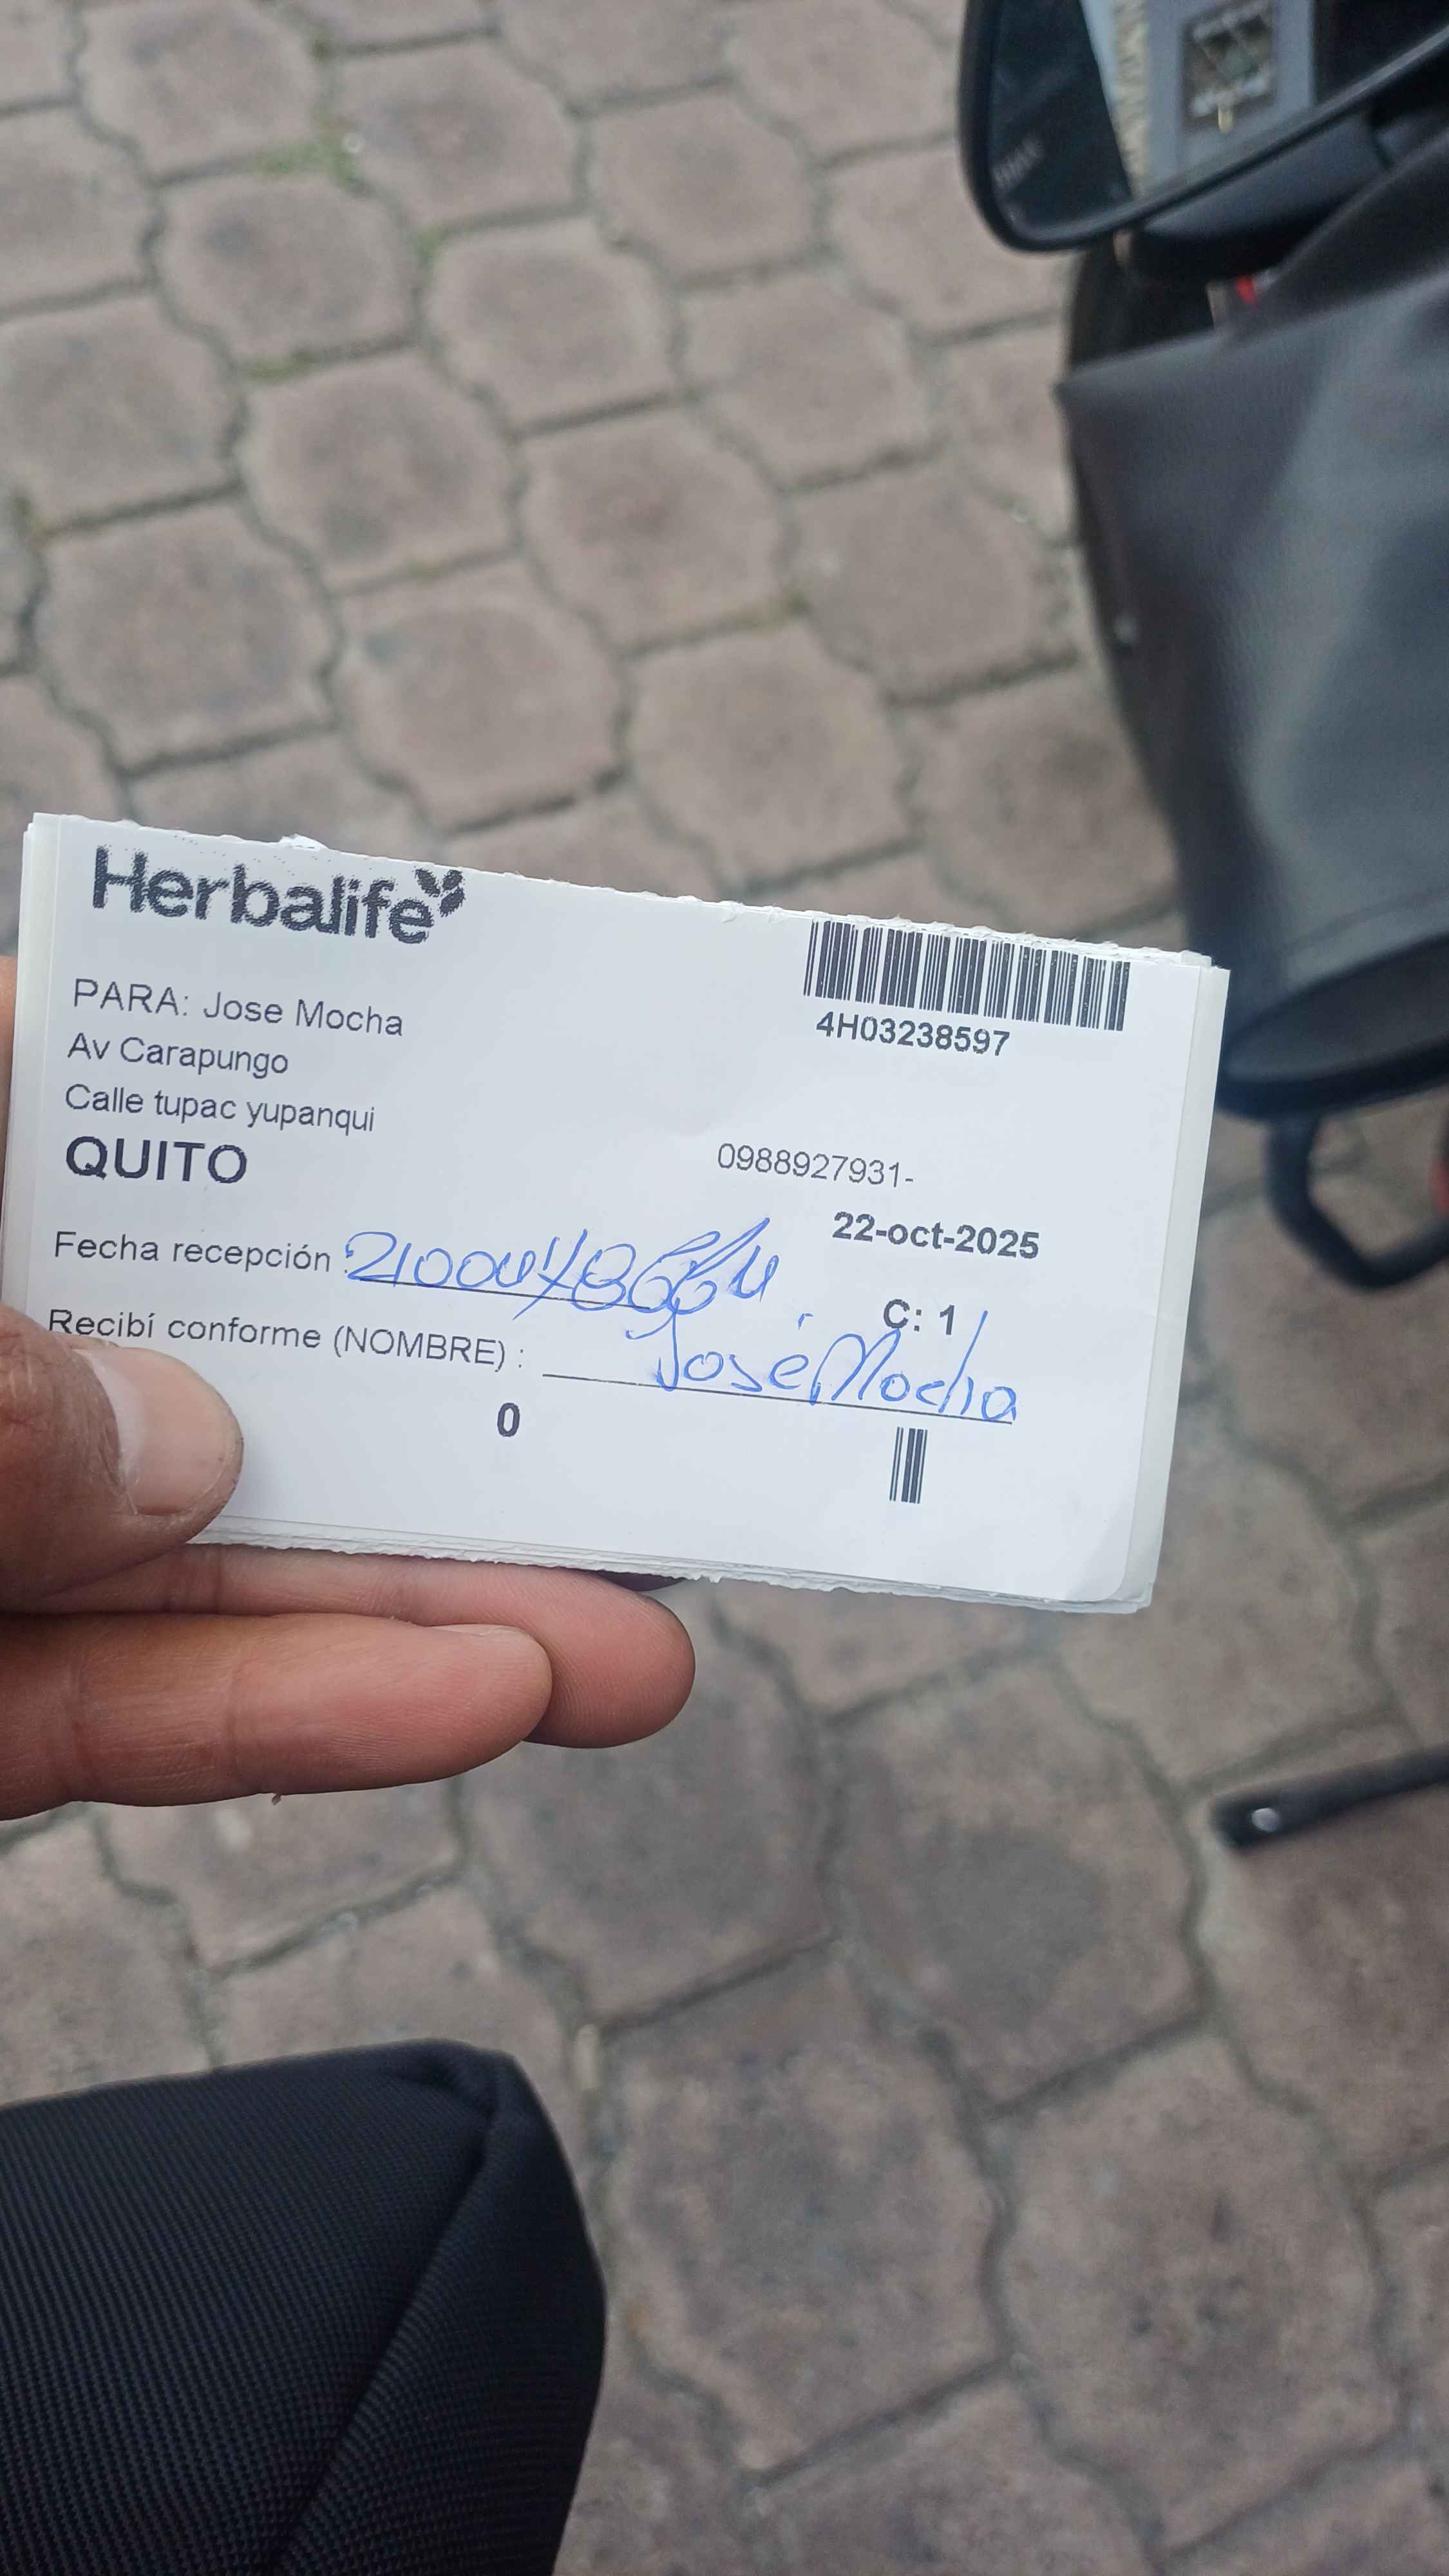 Herbalife
4H03238597
PARA: Jose Mocha
Av Carapungo
Calle tupac yupanqui
QUITO
0988927931-
22-oct-2025
Fecha recepción :
C: 1
Recibí conforme (NOMBRE) : José Mocha
0